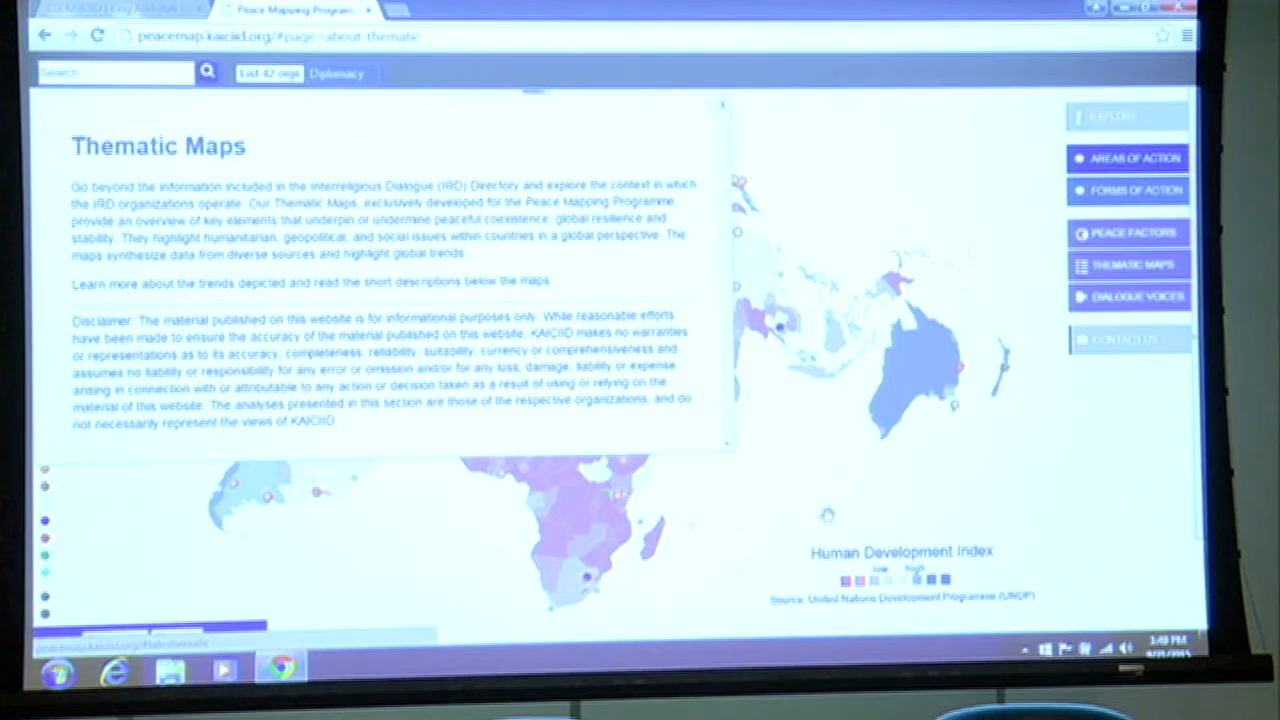 Peace Mapping Program
peacemap.kaiciid.org/#page=about-thematic
Search
List 42 orgs Diplomacy
Thematic Maps
Go beyond the information included in the Interreligious Dialogue (IRD) Directory and explore the context in which
the IRD organizations operate. Our Thematic Maps, exclusively developed for the Peace Mapping Programme,
provide an overview of key elements that underpin or undermine peaceful coexistence, global resilience and
stability. They highlight humanitarian, geopolitical, and social issues within countries in a global perspective. The
maps synthesize data from diverse sources and highlight global trends.
Learn more about the trends depicted and read the short descriptions below the maps.
Disclaimer: The material published on this website is for informational purposes only. While reasonable efforts
have been made to ensure the accuracy of the material published on this website, KAICIID makes no warranties
or representations as to its accuracy, completeness, reliability, suitability, currency or comprehensiveness and
assumes no liability or responsibility for any error or omission and/or for any loss, damage, liability or expense
arising in connection with or attributable to any action or decision taken as a result of using or relying on the
material of this website. The analyses presented in this section are those of the respective organizations, and do
not necessarily represent the views of KAICIID.
x
EXPLORE
AREAS OF ACTION
FORMS OF ACTION
PEACE FACTORS
THEMATIC MAPS
DIALOGUE VOICES
CONTACT US
Human Development Index
low high
Source: United Nations Development Programme (UNDP)
peacemap.kaiciid.org/#tab-thematic
1:49 PM